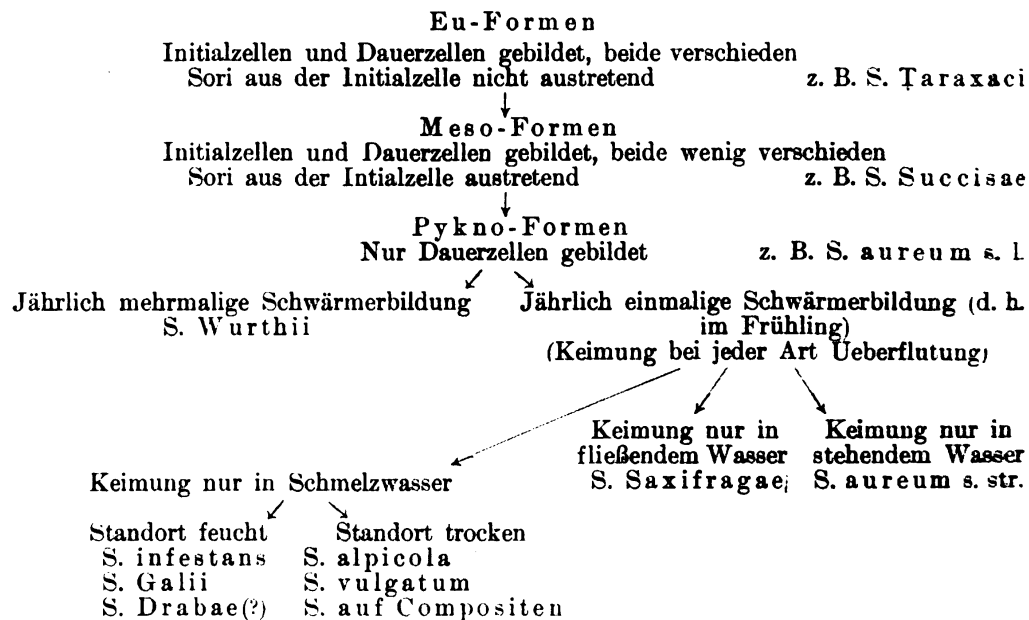 Eu-Formen
Initialzellen und Dauerzellen gebildet, beide verschieden
Sori aus der Initialzelle nicht austretend z. B. S. Taraxaci
Meso-Formen
Initialzellen und Dauerzellen gebildet, beide wenig verschieden
Sori aus der Intialzelle austretend z. B. S. Succisae
Pykno-Formen
Nur Dauerzellen gebildet z. B. S. aureum s. l.
Jährlich mehrmalige Schwärmerbildung
S. Wurthii
Jährlich einmalige Schwärmerbildung (d. h.
im Frühling)
(Keimung bei jeder Art Ueberflutung)
Keimung nur in
fließendem Wasser
S. Saxifragae
Keimung nur in
stehendem Wasser
S. aureum s. str.
Keimung nur in Schmelzwasser
Standort feucht
S. infestans
S. Galii
S. Drabae(?)
Standort trocken
S. alpicola
S. vulgatum
S. auf Compositen